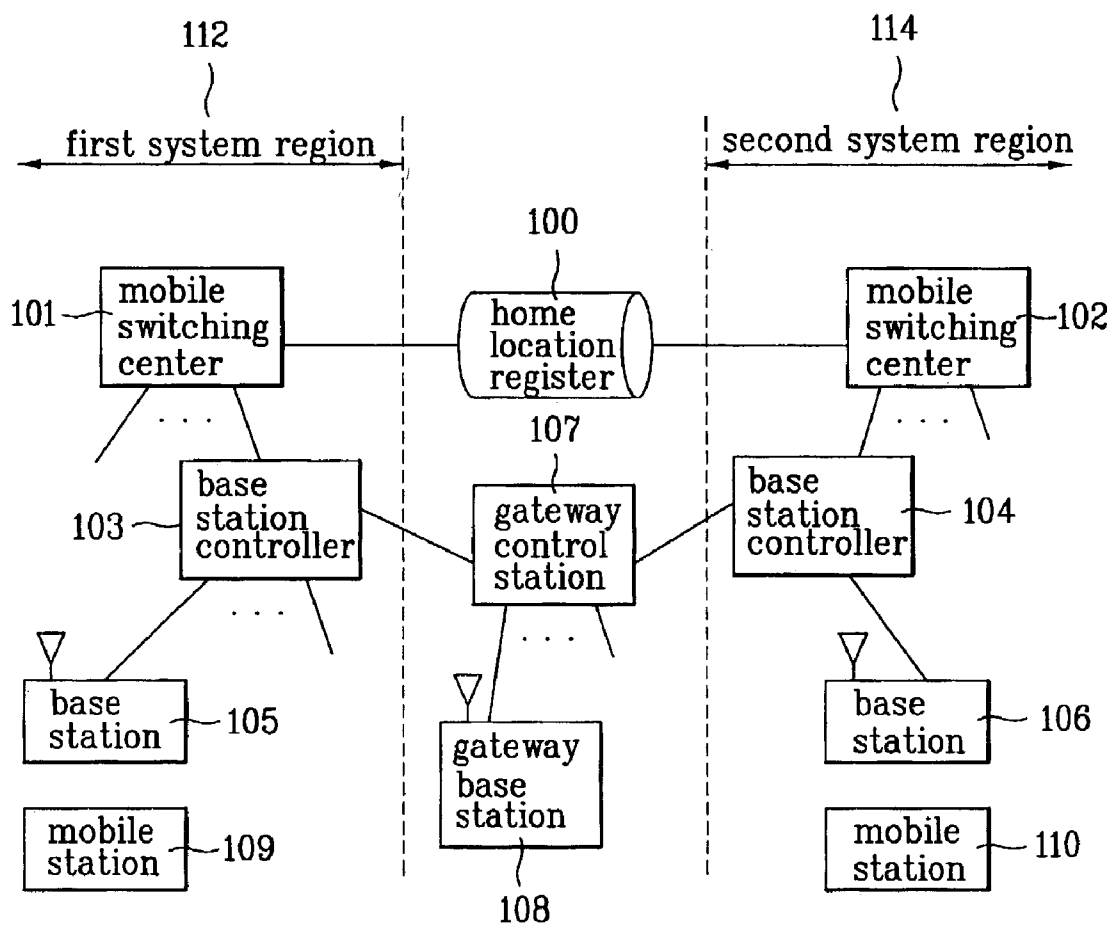 112
114
first system region
second system region
100
101
mobile
switching
center
home
location
register
mobile
switching
center
102
107
103
base
station
controller
gateway
control
station
base
station
controller
104
base
station
105
gateway
base
station
base
station
106
mobile
station
109
mobile
station
110
108